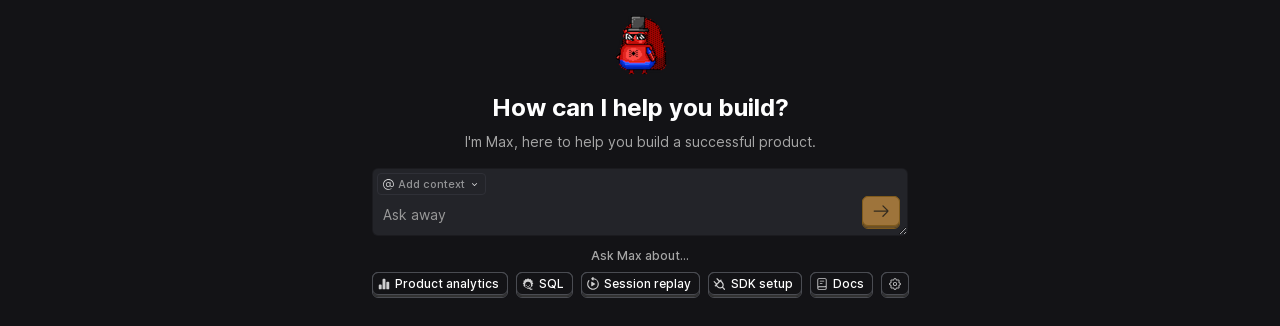 How can I help you build?
I'm Max, here to help you build a successful product.
@ Add context
Ask away
Ask Max about...
Product analytics SQL Session replay SDK setup Docs